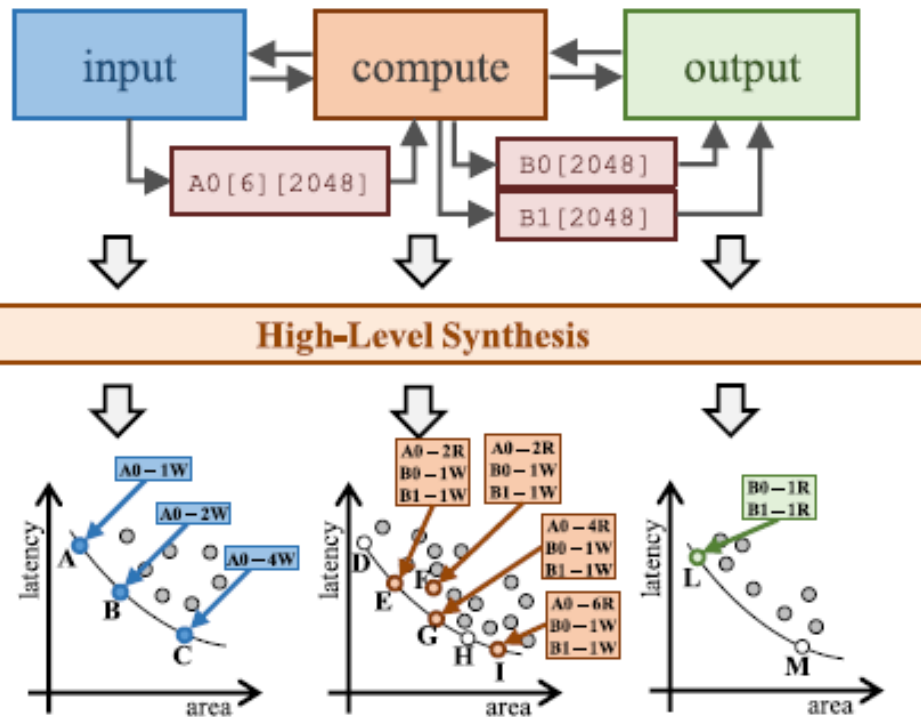 input
compute
output
A0[6][2048]
B0[2048]
B1[2048]
High-Level Synthesis
latency
area
A0–1W
A0–2W
A0–4W
A
B
C
latency
area
A0–2R
B0–1W
B1–1W
A0–2R
B0–1W
B1–1W
A0–4R
B0–1W
B1–1W
A0–6R
B0–1W
B1–1W
D
E
F
G
H
I
latency
area
B0–1R
B1–1R
L
M